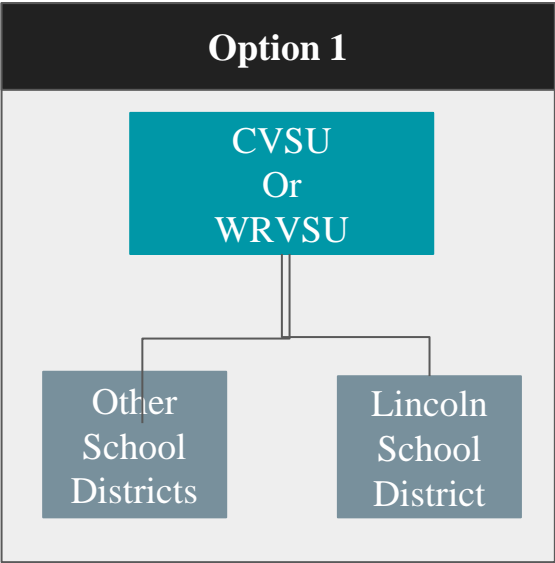 Option 1
CVSU
Or
WRVSU
Other
School
Districts
Lincoln
School
District